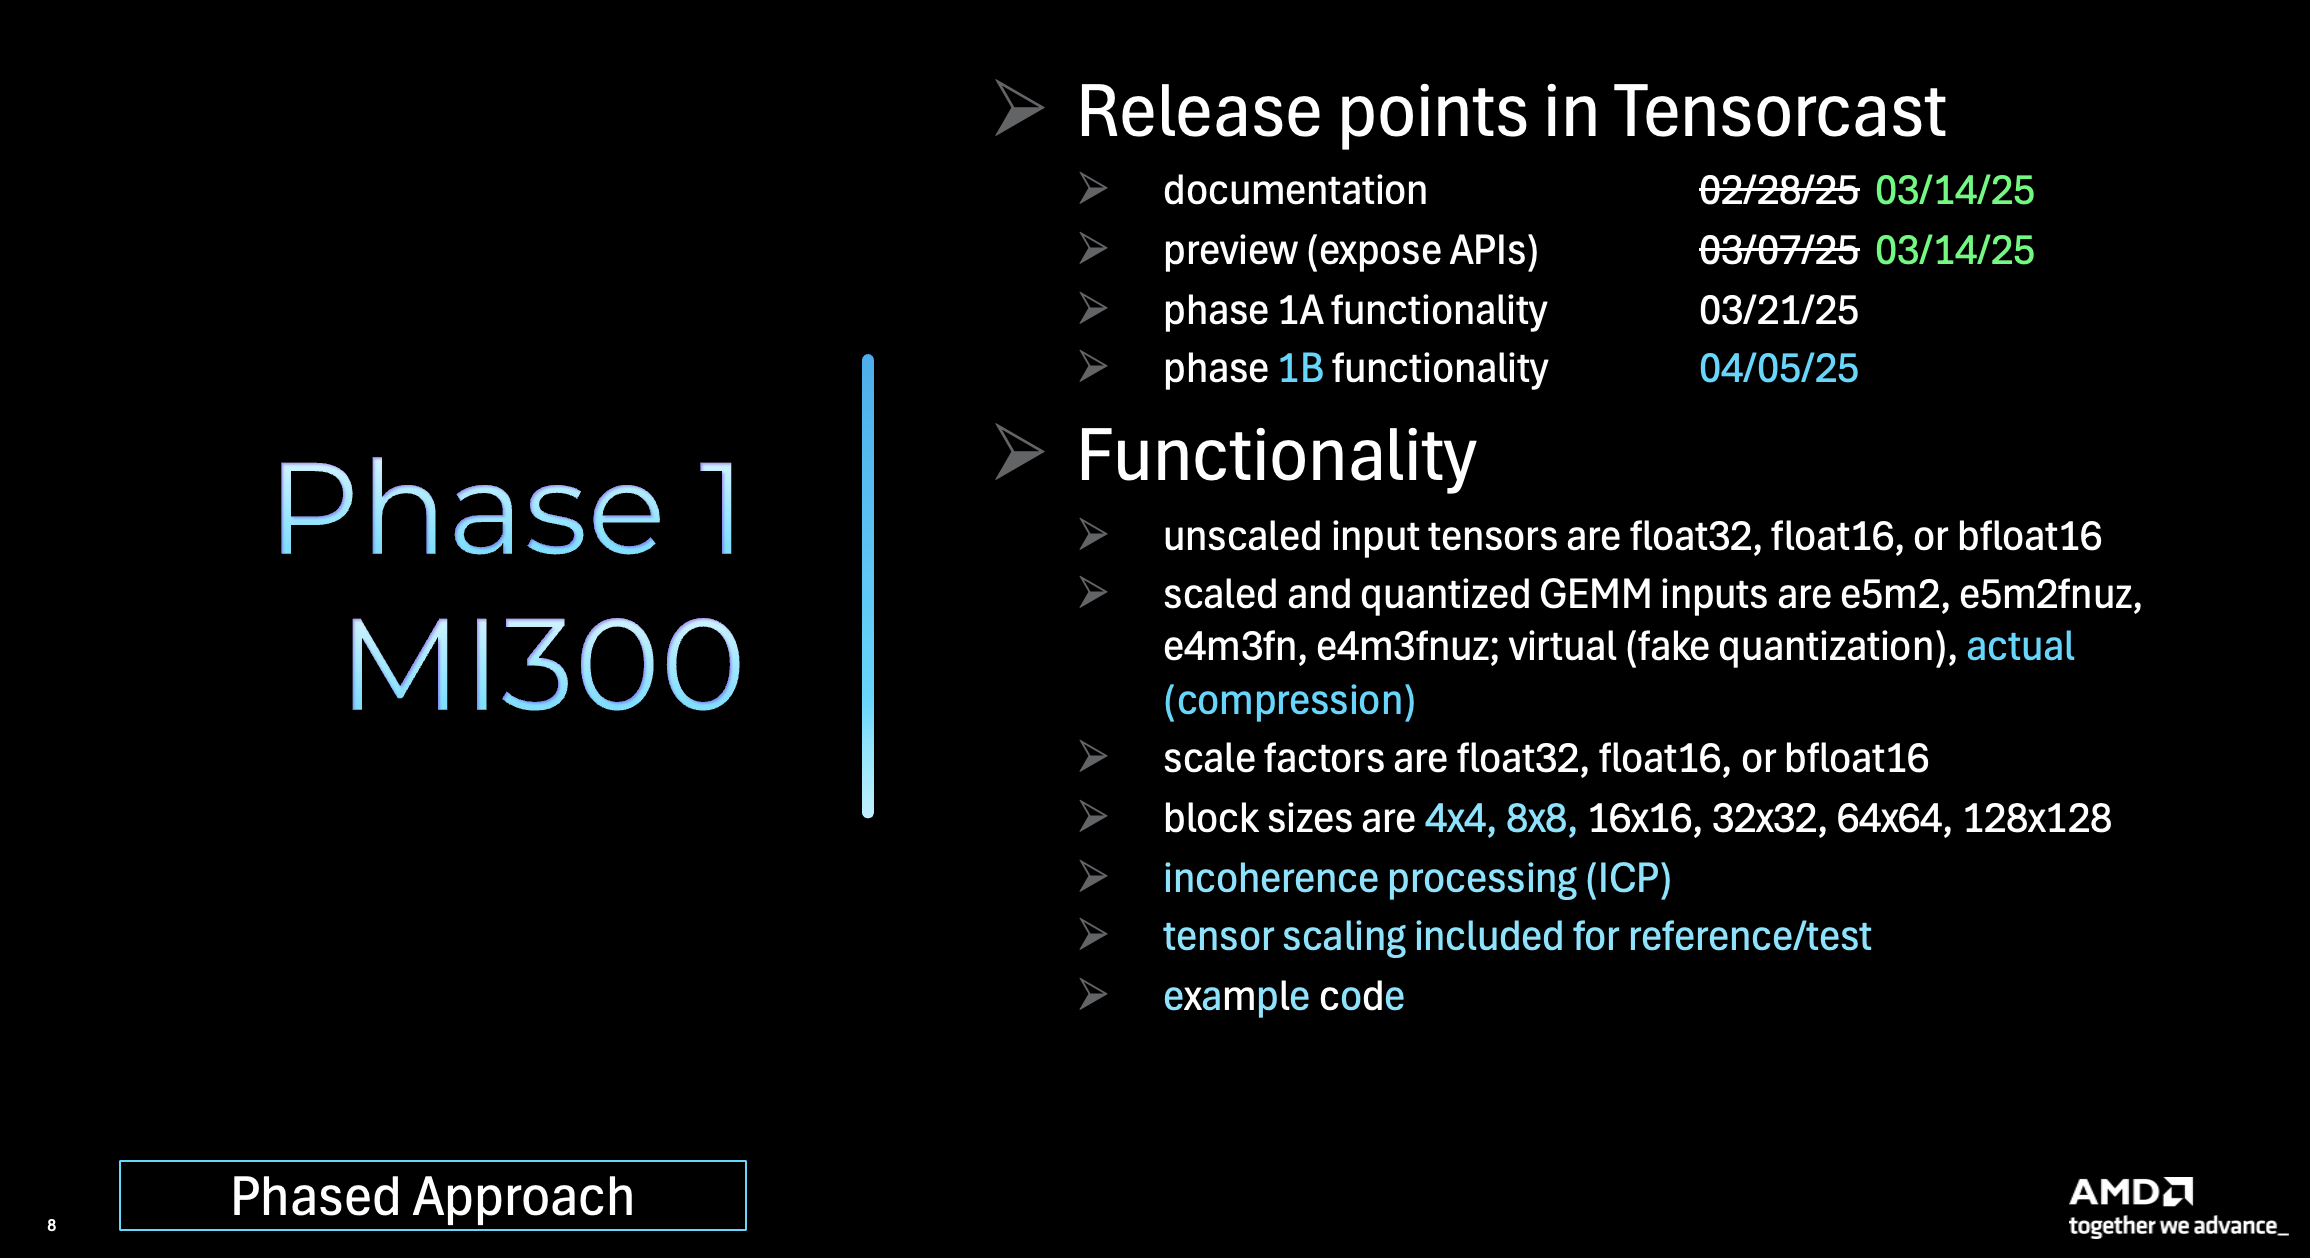 Release points in Tensorcast
documentation 02/28/25 03/14/25
preview (expose APIs) 03/07/25 03/14/25
phase 1A functionality 03/21/25
phase 1B functionality 04/05/25
Functionality
unscaled input tensors are float32, float16, or bfloat16
scaled and quantized GEMM inputs are e5m2, e5m2fnuz,
e4m3fn, e4m3fnuz; virtual (fake quantization), actual
(compression)
scale factors are float32, float16, or bfloat16
block sizes are 4x4, 8x8, 16x16, 32x32, 64x64, 128x128
incoherence processing (ICP)
tensor scaling included for reference/test
example code
Phase 1
MI300
Phased Approach
8
AMD
together we advance_